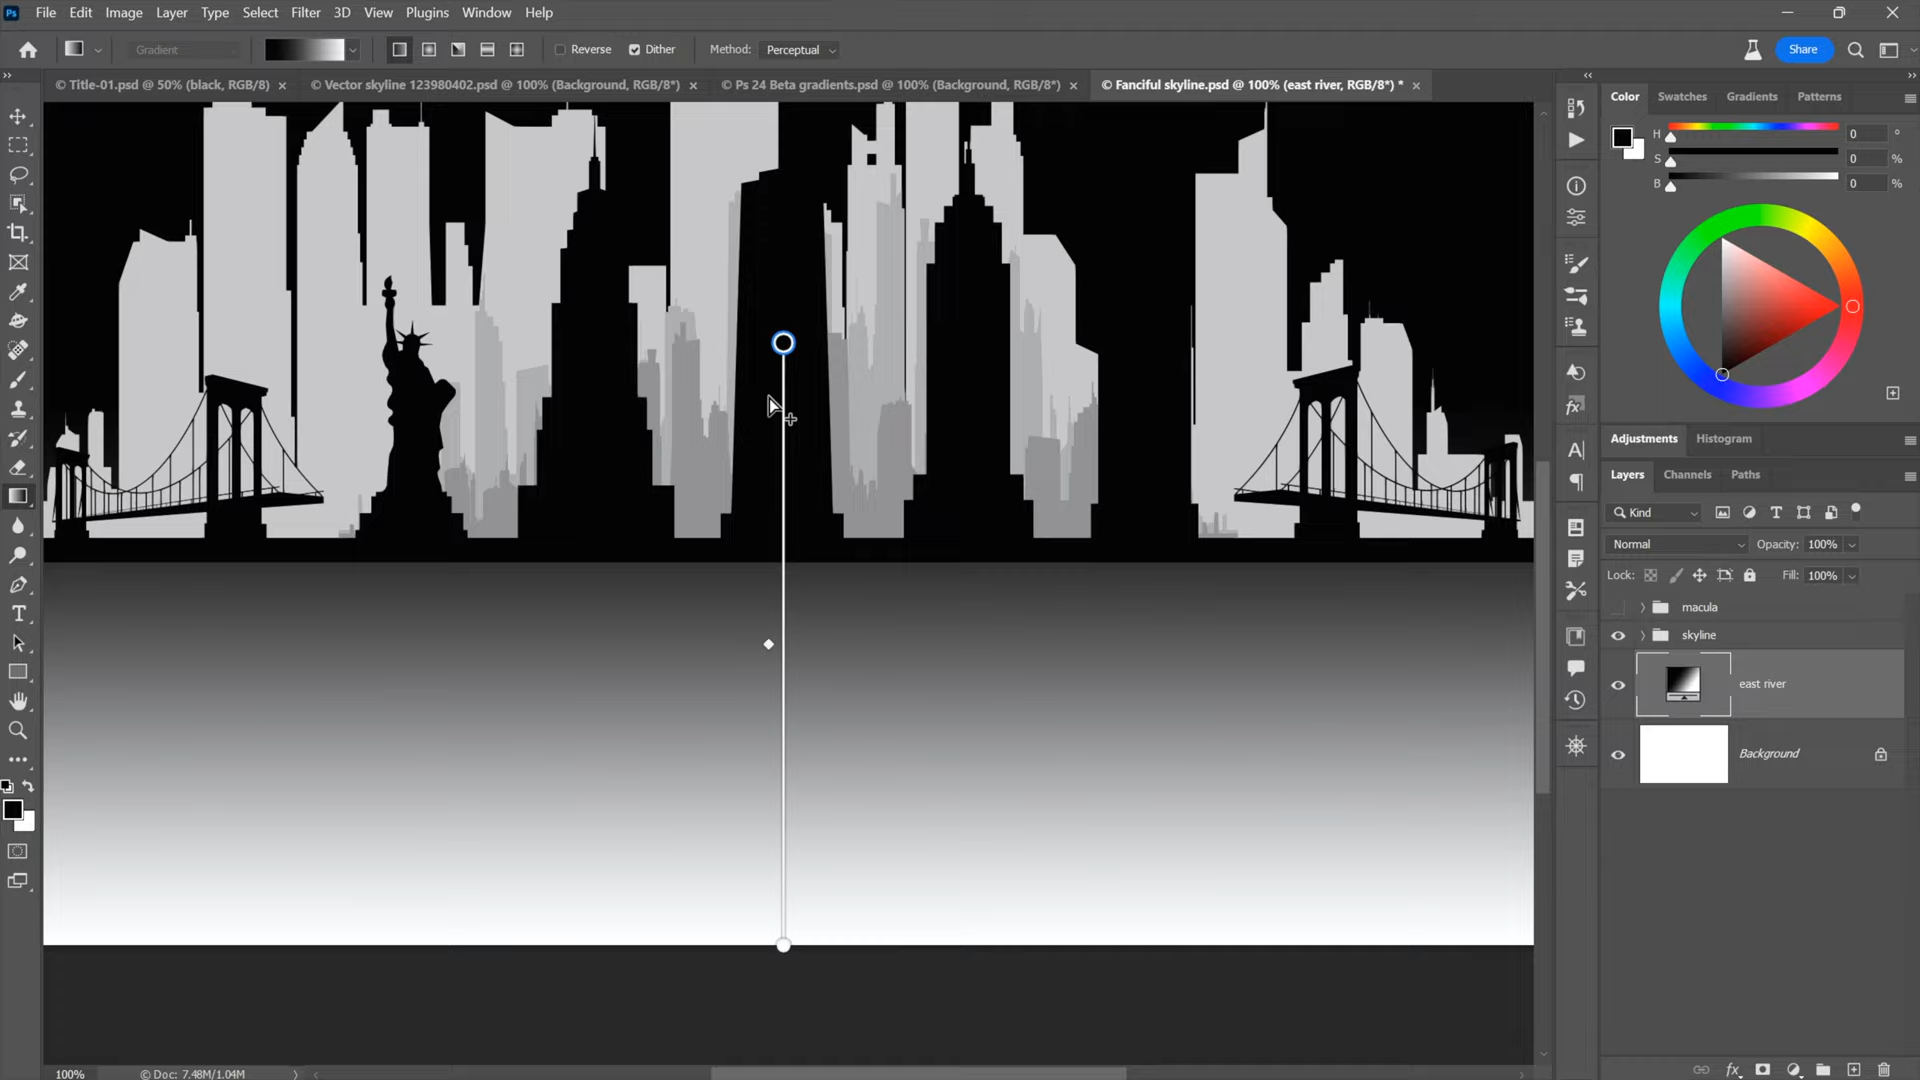 Ps File Edit Image Layer Type Select Filter 3D View Plugins Window Help
Gradient Reverse Dither Method: Perceptual Share
© Title-01.psd @ 50% (black, RGB/8) © Vector skyline 123980402.psd @ 100% (Background, RGB/8*) © Ps 24 Beta gradients.psd @ 100% (Background, RGB/8*) © Fanciful skyline.psd @ 100% (east river, RGB/8*) *
Color Swatches Gradients Patterns
H 0 °
S 0 %
B 0 %
Adjustments Histogram
Layers Channels Paths
Kind
Normal Opacity: 100%
Lock: Fill: 100%
macula
skyline
east river
Background
100% © Doc: 7.48M/1.04M